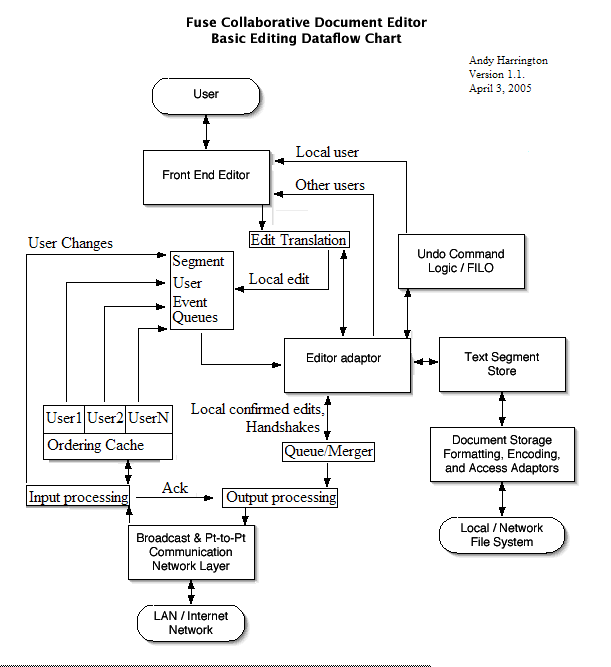 Fuse Collaborative Document Editor
Basic Editing Dataflow Chart
Andy Harrington
Version 1.1.
April 3, 2005
User
Local user
Front End Editor
Other users
User Changes
Edit Translation
Segment
User
Event
Queues
Local edit
Undo Command
Logic / FILO
Editor adaptor
Text Segment
Store
User1 User2 UserN
Ordering Cache
Local confirmed edits,
Handshakes
Queue/Merger
Document Storage
Formatting, Encoding,
and Access Adaptors
Input processing
Ack
Output processing
Broadcast & Pt-to-Pt
Communication
Network Layer
Local / Network
File System
LAN / Internet
Network